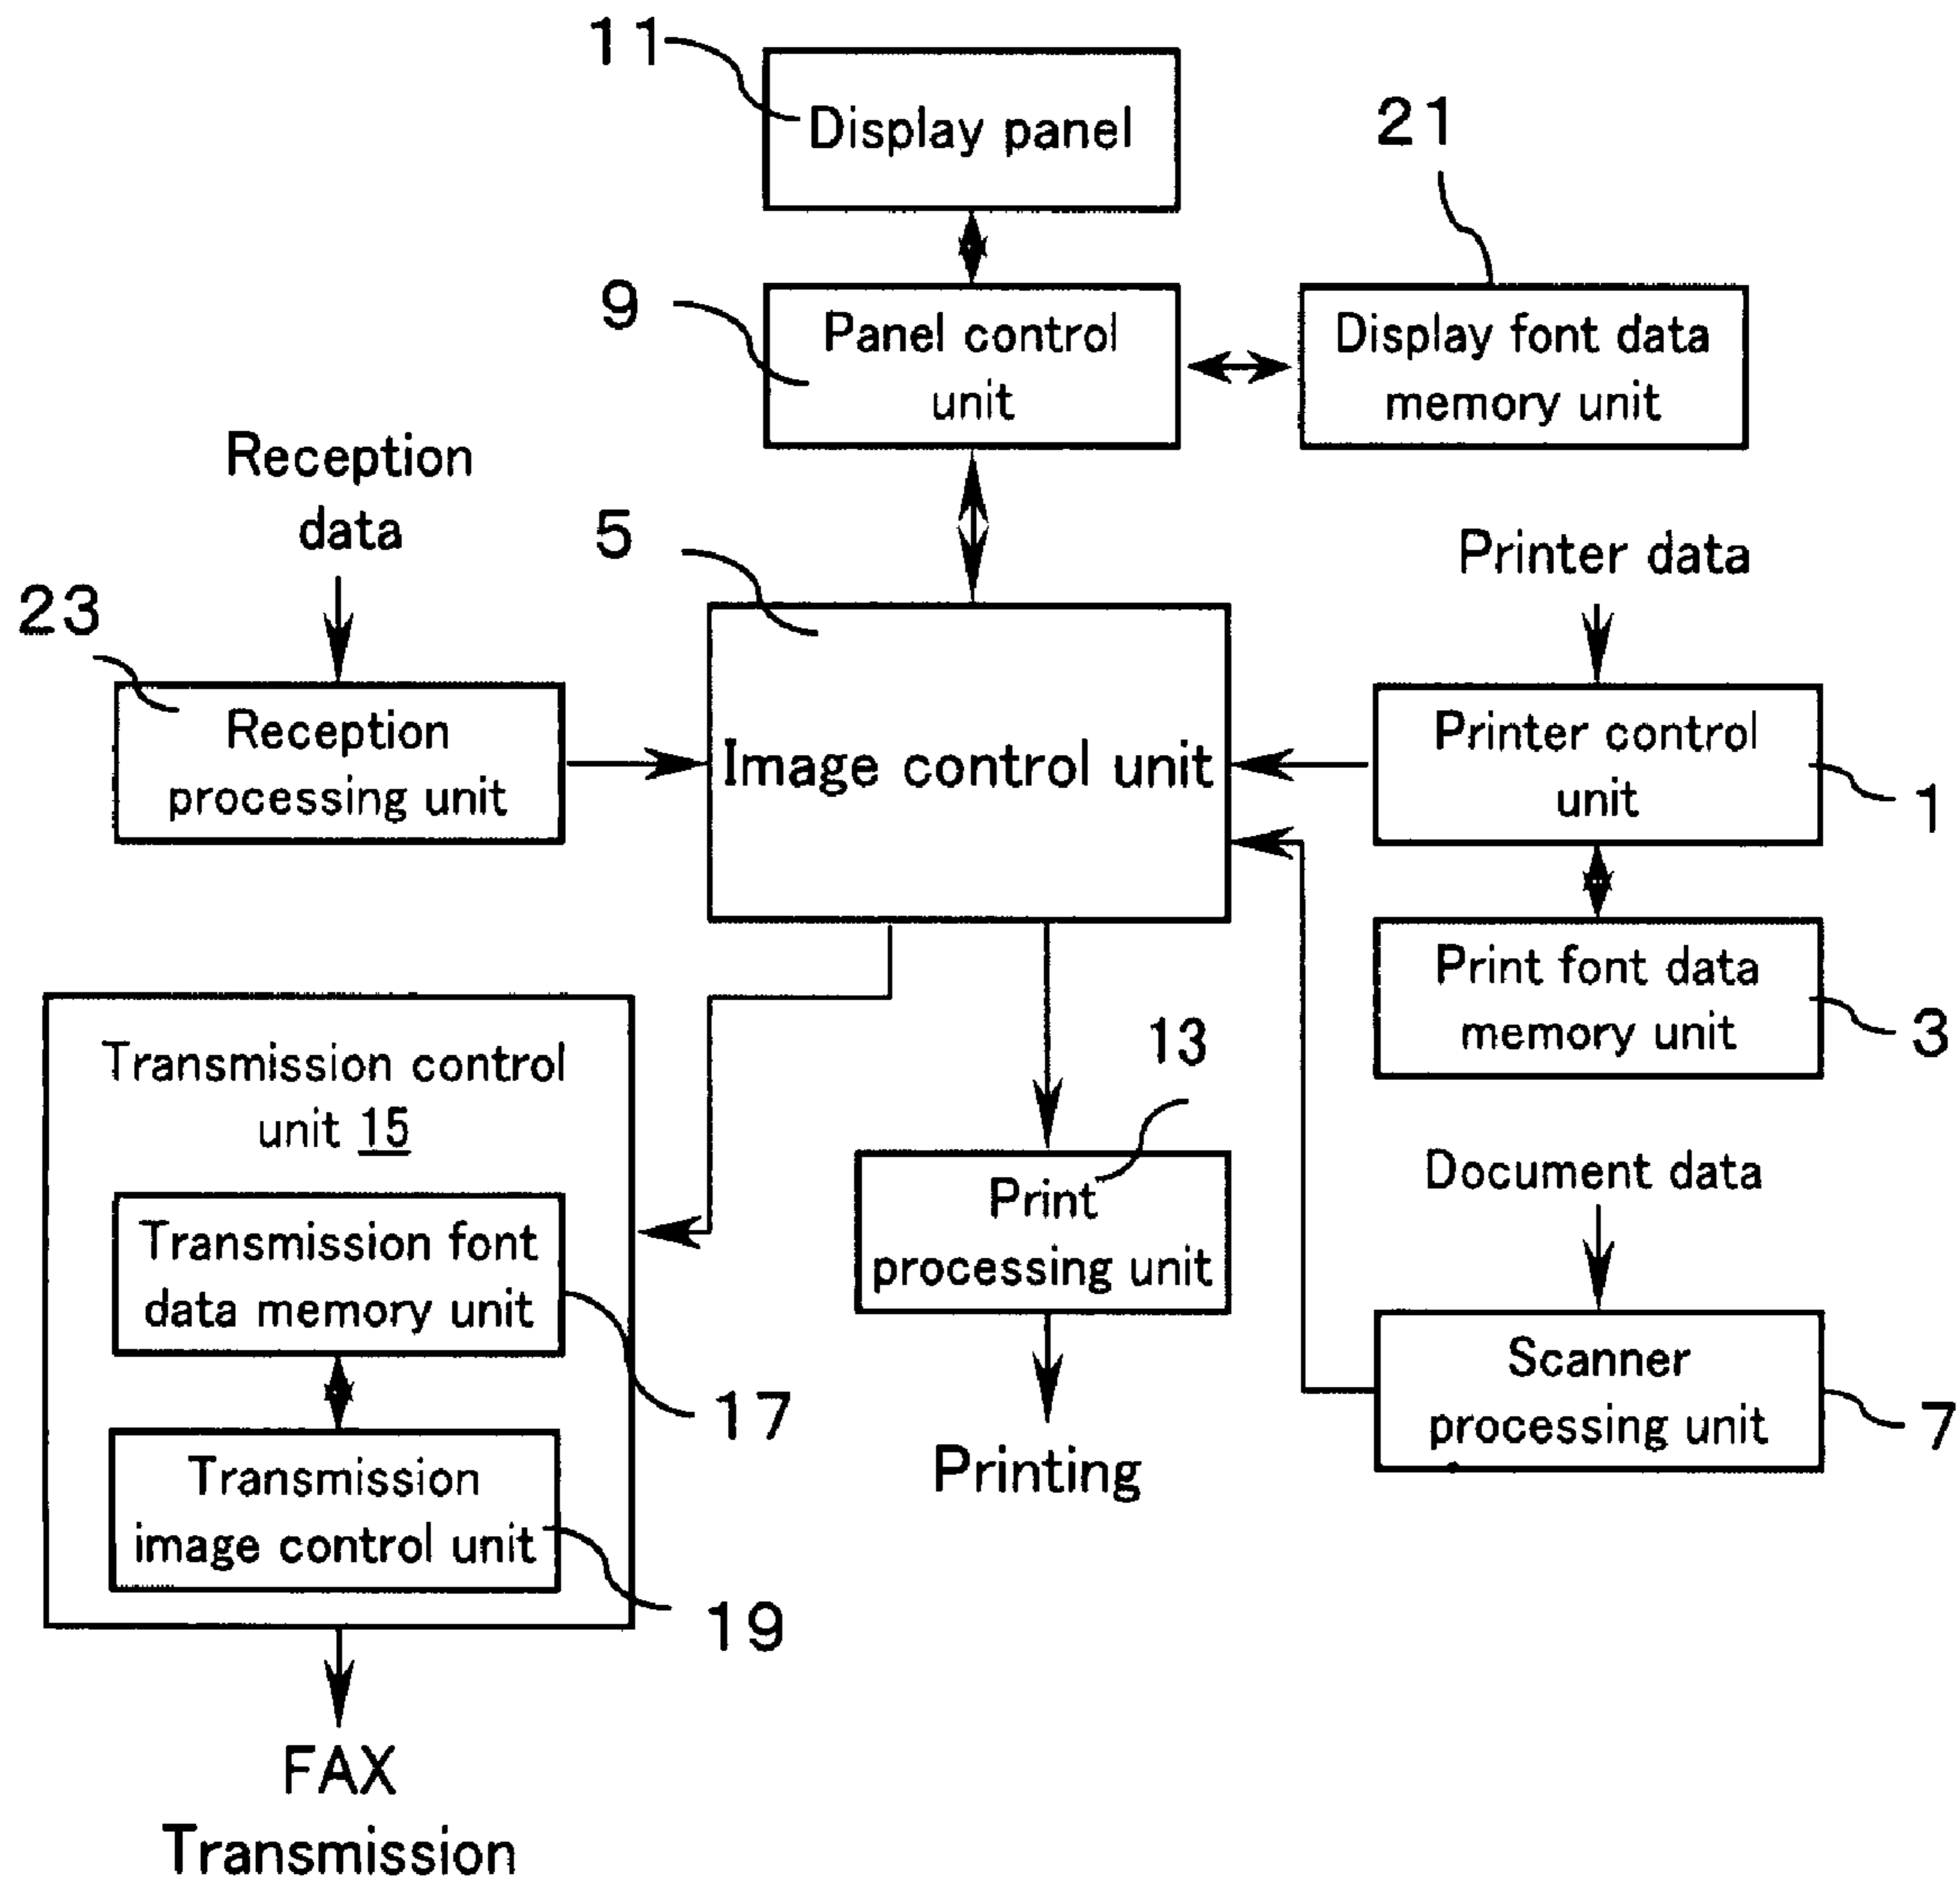 11
Display panel
21
9
Panel control
unit
Display font data
memory unit
Reception
data
5
Printer data
23
Reception
processing unit
Image control unit
Printer control
unit
1
Print font data
memory unit
3
Transmission control
unit 15
13
Document data
Transmission font
data memory unit
Print
processing unit
17
Scanner
processing unit
7
Printing
Transmission
image control unit
19
FAX
Transmission